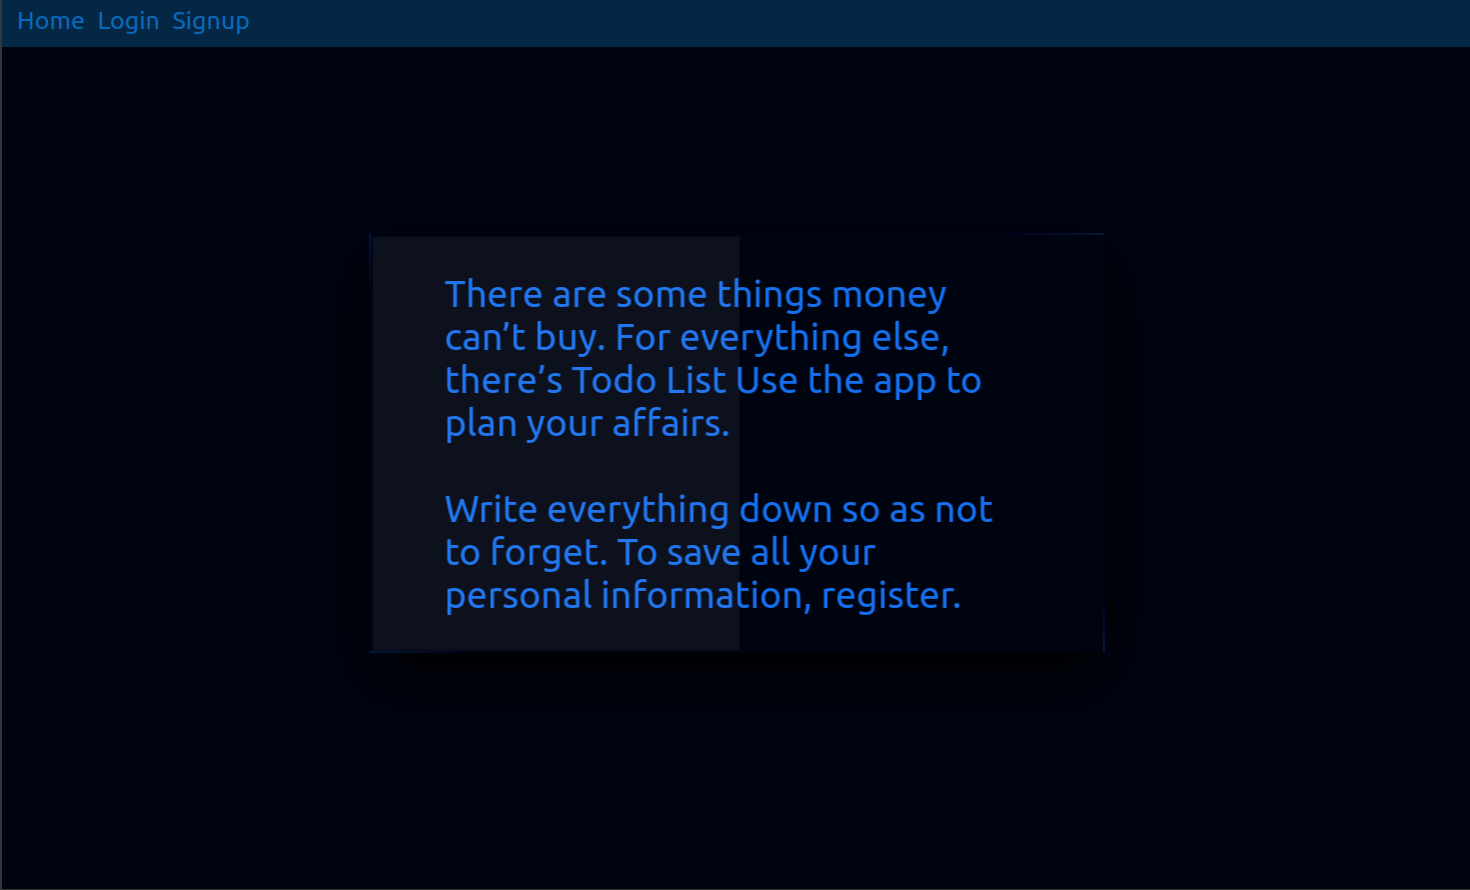 Home Login Signup
There are some things money
can’t buy. For everything else,
there’s Todo List Use the app to
plan your affairs.
Write everything down so as not
to forget. To save all your
personal information, register.